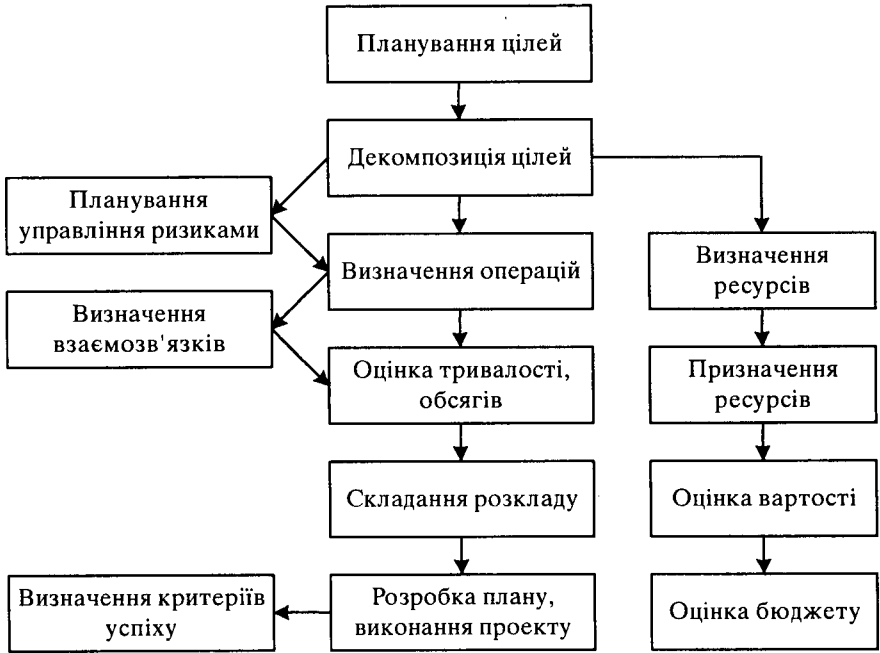 Планування цілей
Декомпозиція цілей
Планування
управління ризиками
Визначення операцій
Визначення
ресурсів
Визначення
взаємозв'язків
Оцінка тривалості,
обсягів
Призначення
ресурсів
Складання розкладу
Оцінка вартості
Визначення критеріїв
успіху
Розробка плану,
виконання проекту
Оцінка бюджету